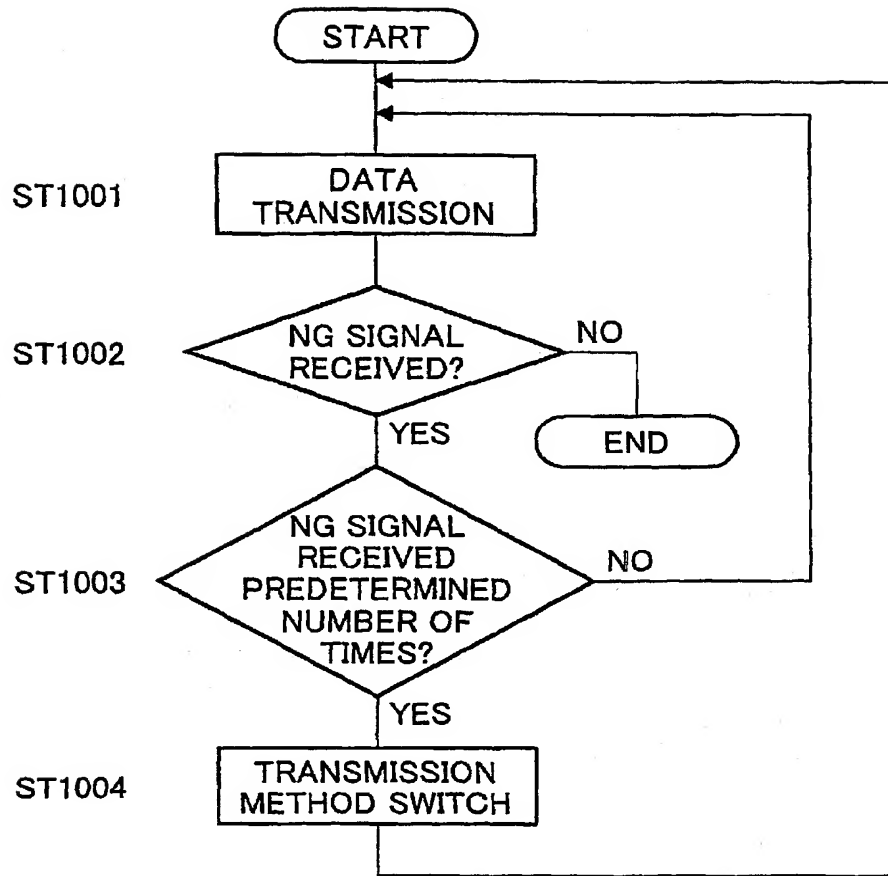 START
ST1001
DATA
TRANSMISSION
ST1002
NG SIGNAL
RECEIVED?
NO
YES
END
ST1003
NG SIGNAL
RECEIVED
PREDETERMINED
NUMBER OF
TIMES?
NO
YES
ST1004
TRANSMISSION
METHOD SWITCH